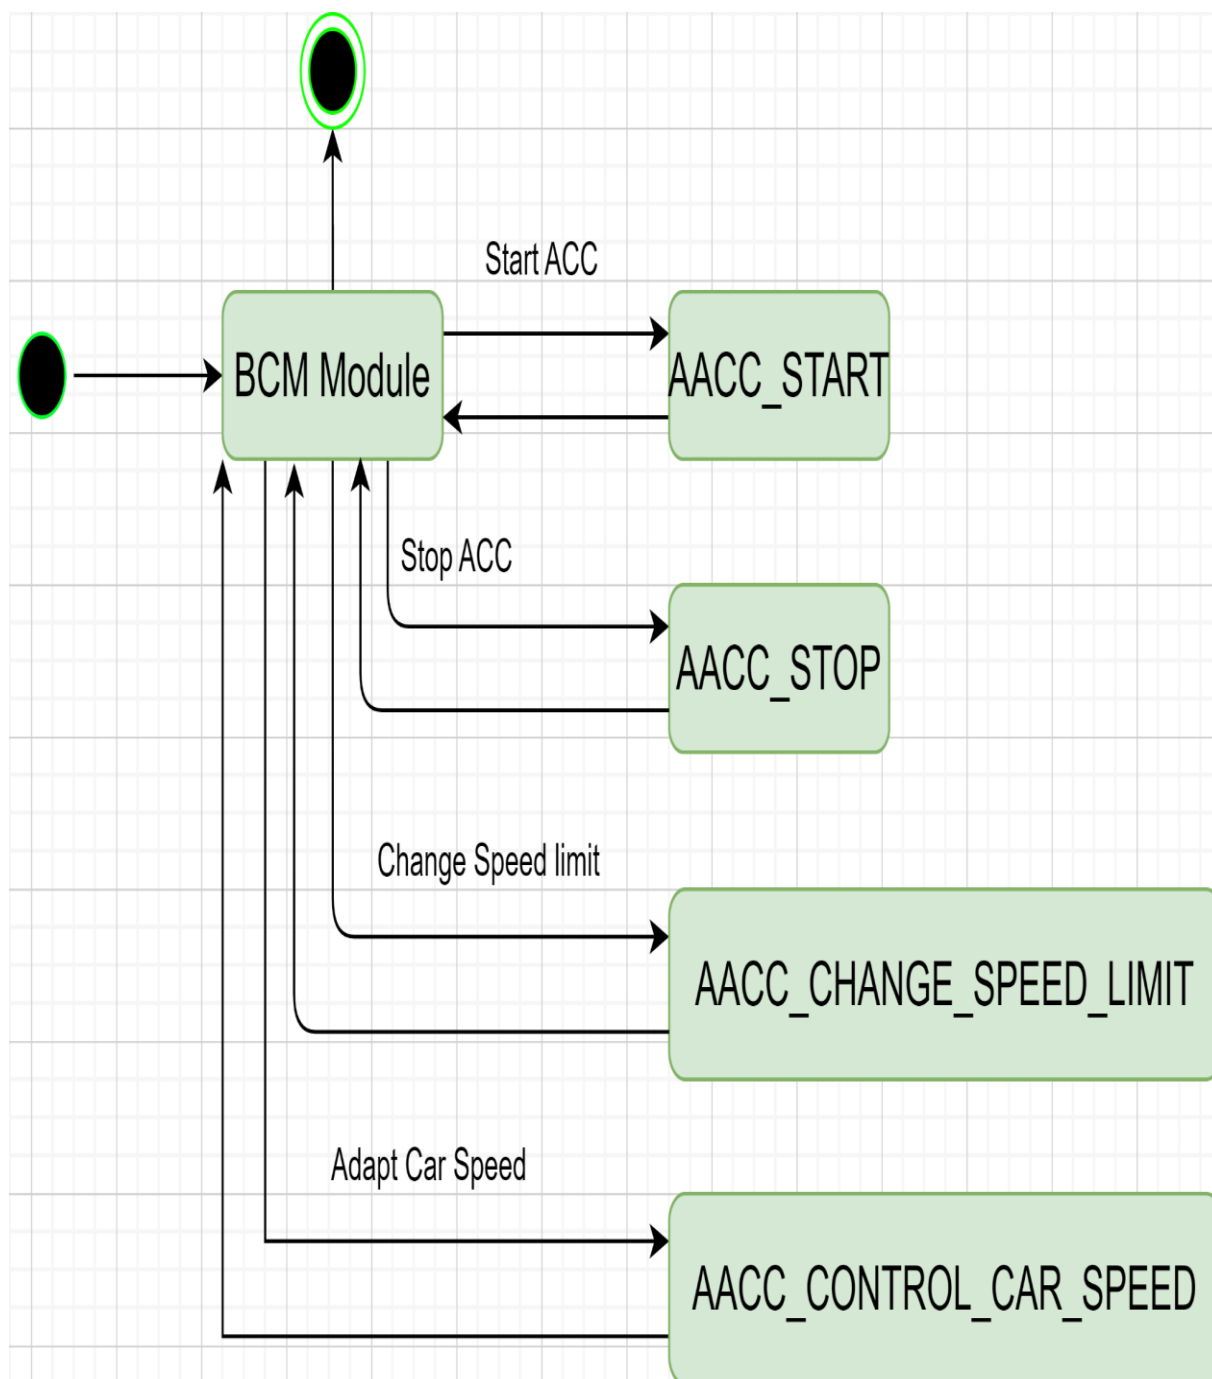 Start ACC
BCM Module
AACC_START
Stop ACC
AACC_STOP
Change Speed limit
AACC_CHANGE_SPEED_LIMIT
Adapt Car Speed
AACC_CONTROL_CAR_SPEED